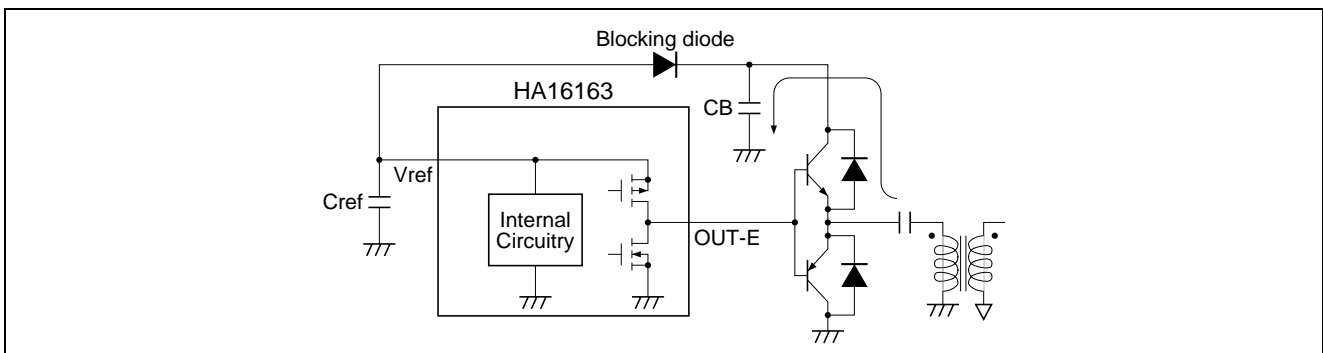 Blocking diode
HA16163
CB
Vref
Cref
Internal
Circuitry
OUT-E